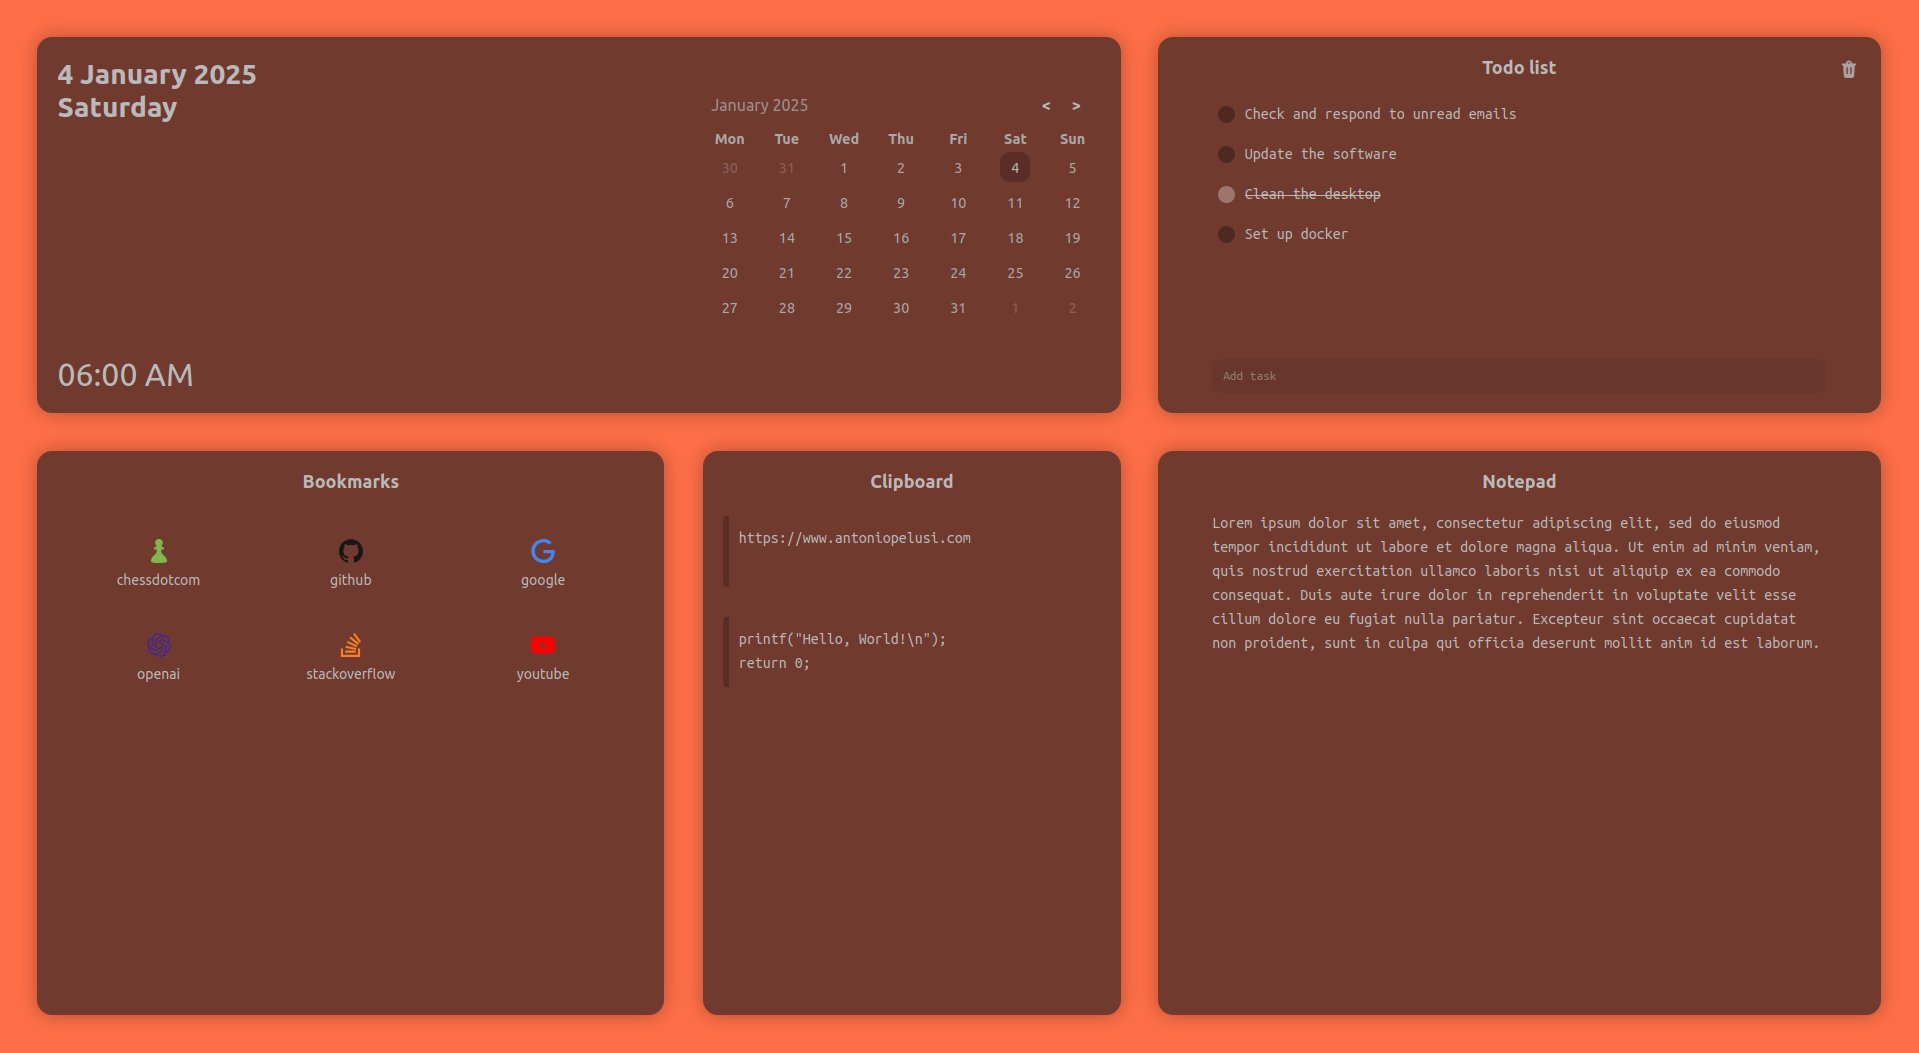 4 January 2025
Saturday
06:00 AM
January 2025 < >
Mon Tue Wed Thu Fri Sat Sun
30 31 1 2 3 4 5
6 7 8 9 10 11 12
13 14 15 16 17 18 19
20 21 22 23 24 25 26
27 28 29 30 31 1 2
Todo list
Check and respond to unread emails
Update the software
Clean the desktop
Set up docker
Add task
Bookmarks
chessdotcom github google
openai stackoverflow youtube
Clipboard
https://www.antoniopelusi.com
printf("Hello, World!\n");
return 0;
Notepad
Lorem ipsum dolor sit amet, consectetur adipiscing elit, sed do eiusmod
tempor incididunt ut labore et dolore magna aliqua. Ut enim ad minim veniam,
quis nostrud exercitation ullamco laboris nisi ut aliquip ex ea commodo
consequat. Duis aute irure dolor in reprehenderit in voluptate velit esse
cillum dolore eu fugiat nulla pariatur. Excepteur sint occaecat cupidatat
non proident, sunt in culpa qui officia deserunt mollit anim id est laborum.